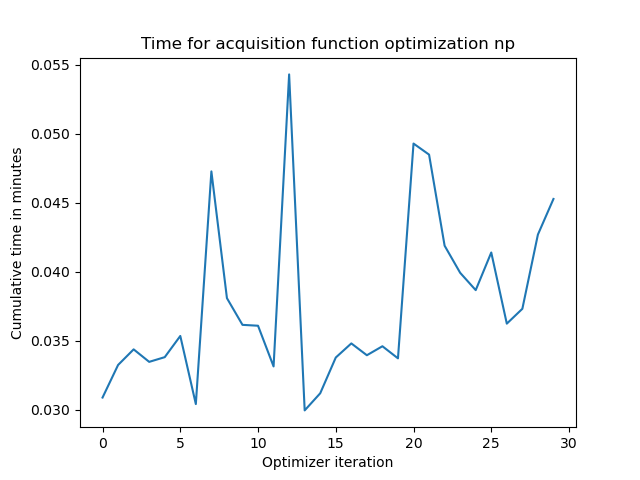 Time for acquisition function optimization np
0.055
0.050
0.045
0.040
0.035
0.030
Cumulative time in minutes
0 5 10 15 20 25 30
Optimizer iteration